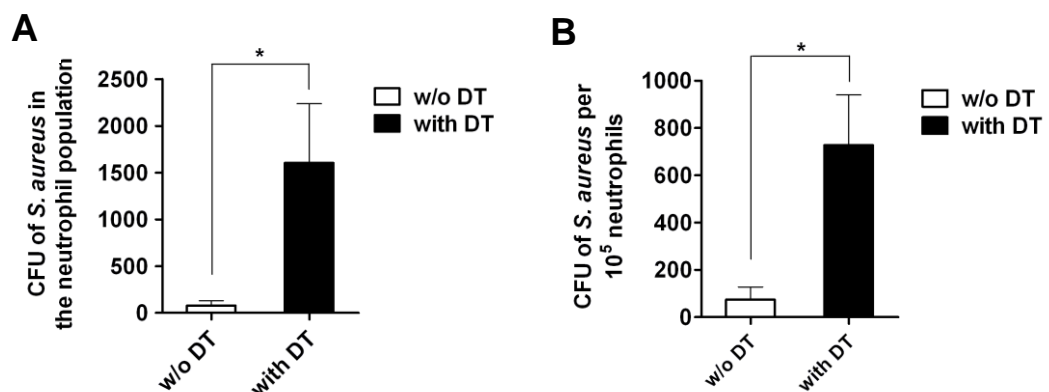 A
CFU of S. aureus in
the neutrophil population
2500
2000
1500
1000
500
0
*
w/o DT
with DT
w/o DT
with DT
B
CFU of S. aureus per
10⁵ neutrophils
1000
800
600
400
200
0
*
w/o DT
with DT
w/o DT
with DT